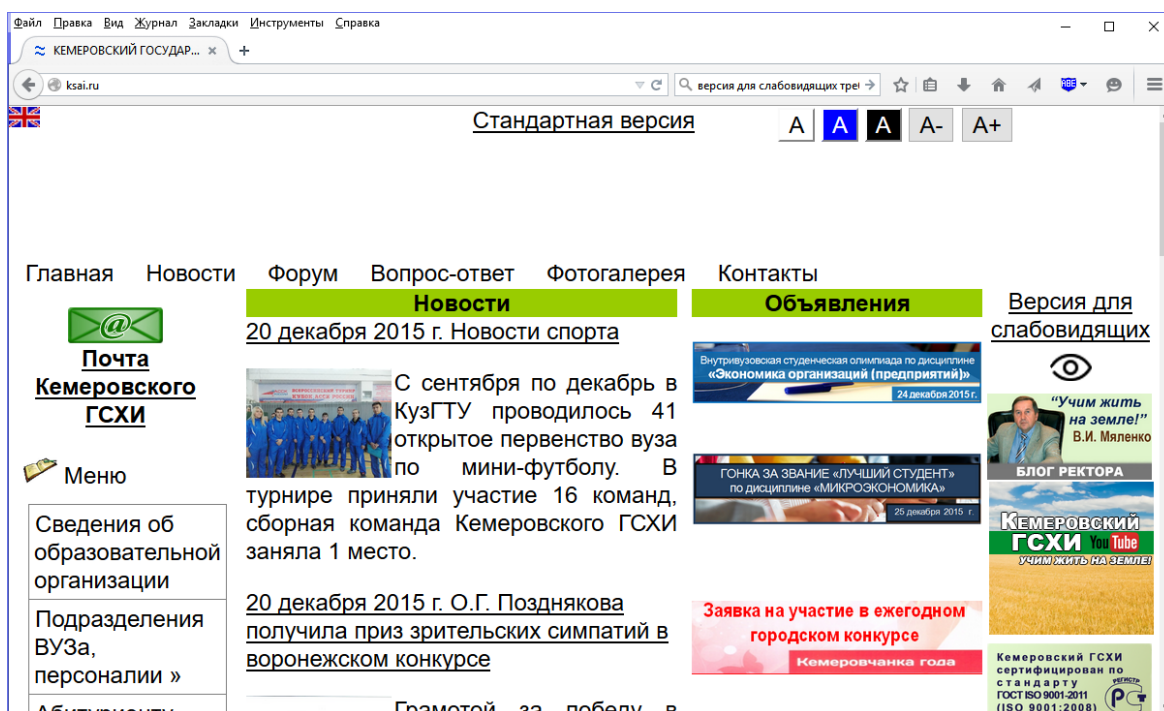 Файл Правка Вид Журнал Закладки Инструменты Справка
КЕМЕРОВСКИЙ ГОСУДАР...
ksai.ru
версия для слабовидящих
ABE
Стандартная версия
A A A A- A+
Главная Новости Форум Вопрос-ответ Фотогалерея Контакты
@
Почта
Кемеровского
ГСХИ
Меню
Сведения об
образовательной
организации
Подразделения
ВУЗа,
персоналии »
Абитуриенту
Новости
20 декабря 2015 г. Новости спорта
С сентября по декабрь в
КузГТУ проводилось 41
открытое первенство вуза
по мини-футболу. В
турнире приняли участие 16 команд,
сборная команда Кемеровского ГСХИ
заняла 1 место.
20 декабря 2015 г. О.Г. Позднякова
получила приз зрительских симпатий в
воронежском конкурсе
Грамотой за победу в
Объявления
Внутривузовская студенческая олимпиада по дисциплине
«Экономика организаций (предприятий)»
24 декабря 2015 г.
ГОНКА ЗА ЗВАНИЕ «ЛУЧШИЙ СТУДЕНТ»
по дисциплине «МИКРОЭКОНОМИКА»
25 декабря 2015 г.
Заявка на участие в ежегодном
городском конкурсе
Кемеровчанка года
Версия для
слабовидящих
"Учим жить
на земле!"
В.И. Мяленко
БЛОГ РЕКТОРА
КЕМЕРОВСКИЙ
ГСХИ YouTube
УЧИМ ЖИТЬ НА ЗЕМЛЕ!
Кемеровский ГСХИ
сертифицирован по
стандарту
ГОСТ ISO 9001-2011
(ISO 9001:2008)
РЕГИСТР